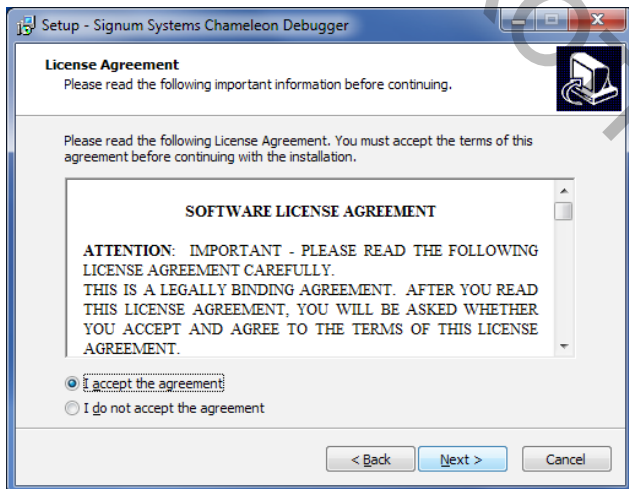 Setup - Signum Systems Chameleon Debugger
License Agreement
Please read the following important information before continuing.
Please read the following License Agreement. You must accept the terms of this
agreement before continuing with the installation.
SOFTWARE LICENSE AGREEMENT
ATTENTION: IMPORTANT - PLEASE READ THE FOLLOWING
LICENSE AGREEMENT CAREFULLY.
THIS IS A LEGALLY BINDING AGREEMENT. AFTER YOU READ
THIS LICENSE AGREEMENT, YOU WILL BE ASKED WHETHER
YOU ACCEPT AND AGREE TO THE TERMS OF THIS LICENSE
AGREEMENT.
I accept the agreement
I do not accept the agreement
< Back Next > Cancel